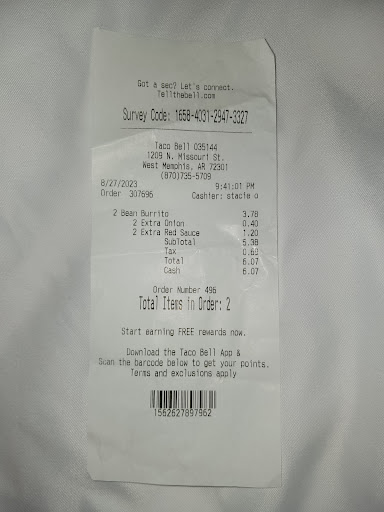 Got a sec? Let's connect.
Tellthebell.com
Survey Code: 1658-4031-2947-3327
Taco Bell 035144
1209 N. Missouri St.
West Memphis, AR 72301
(870)735-5709
8/27/2023 9:41:01 PM
Order 307696 Cashier: stacie o
2 Bean Burrito 3.78
2 Extra Onion 0.40
2 Extra Red Sauce 1.20
Subtotal 5.38
Tax 0.69
Total 6.07
Cash 6.07
Order Number 496
Total Items in Order: 2
Start earning FREE rewards now.
Download the Taco Bell App &
Scan the barcode below to get your points.
Terms and exclusions apply
1562627897962